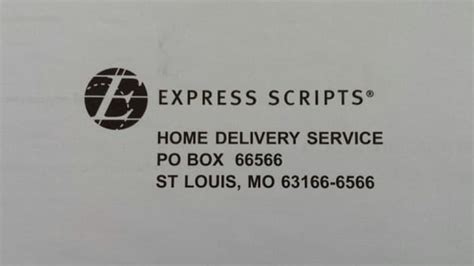 E EXPRESS SCRIPTS®
HOME DELIVERY SERVICE
PO BOX 66566
ST LOUIS, MO 63166-6566